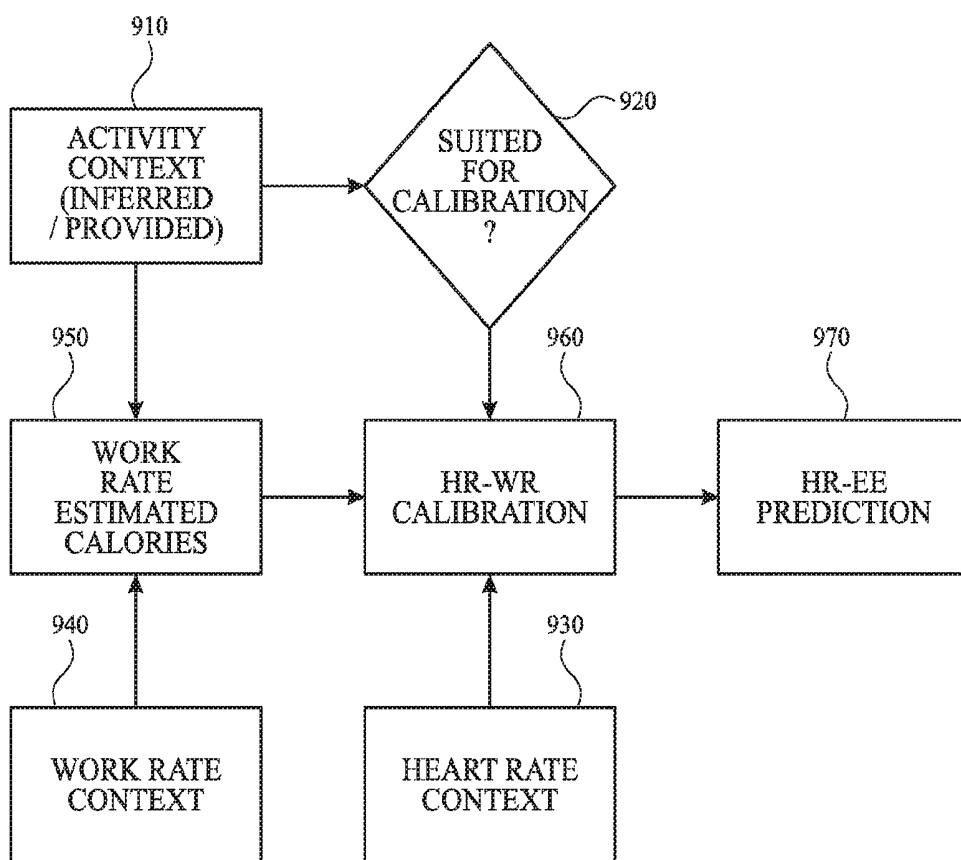 910
ACTIVITY
CONTEXT
(INFERRED
/ PROVIDED)
920
SUITED
FOR
CALIBRATION
?
950
WORK
RATE
ESTIMATED
CALORIES
960
HR-WR
CALIBRATION
970
HR-EE
PREDICTION
940
WORK RATE
CONTEXT
930
HEART RATE
CONTEXT